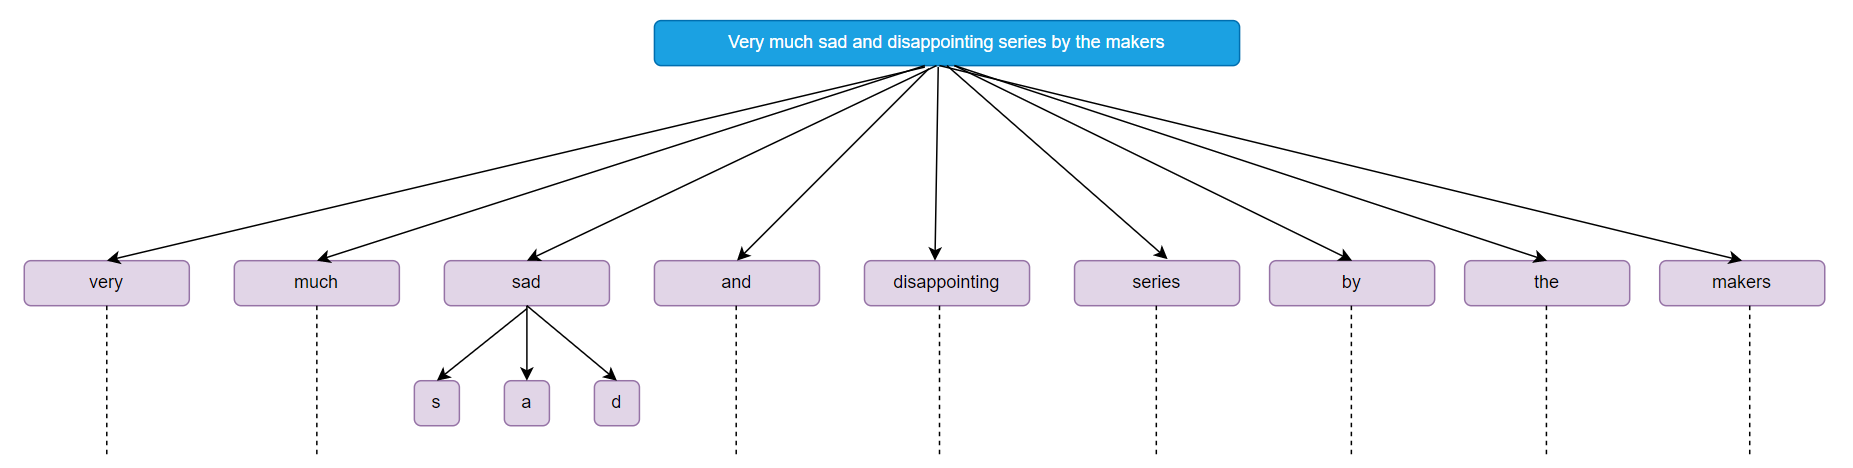 Very much sad and disappointing series by the makers
very much sad and disappointing series by the makers
s a d